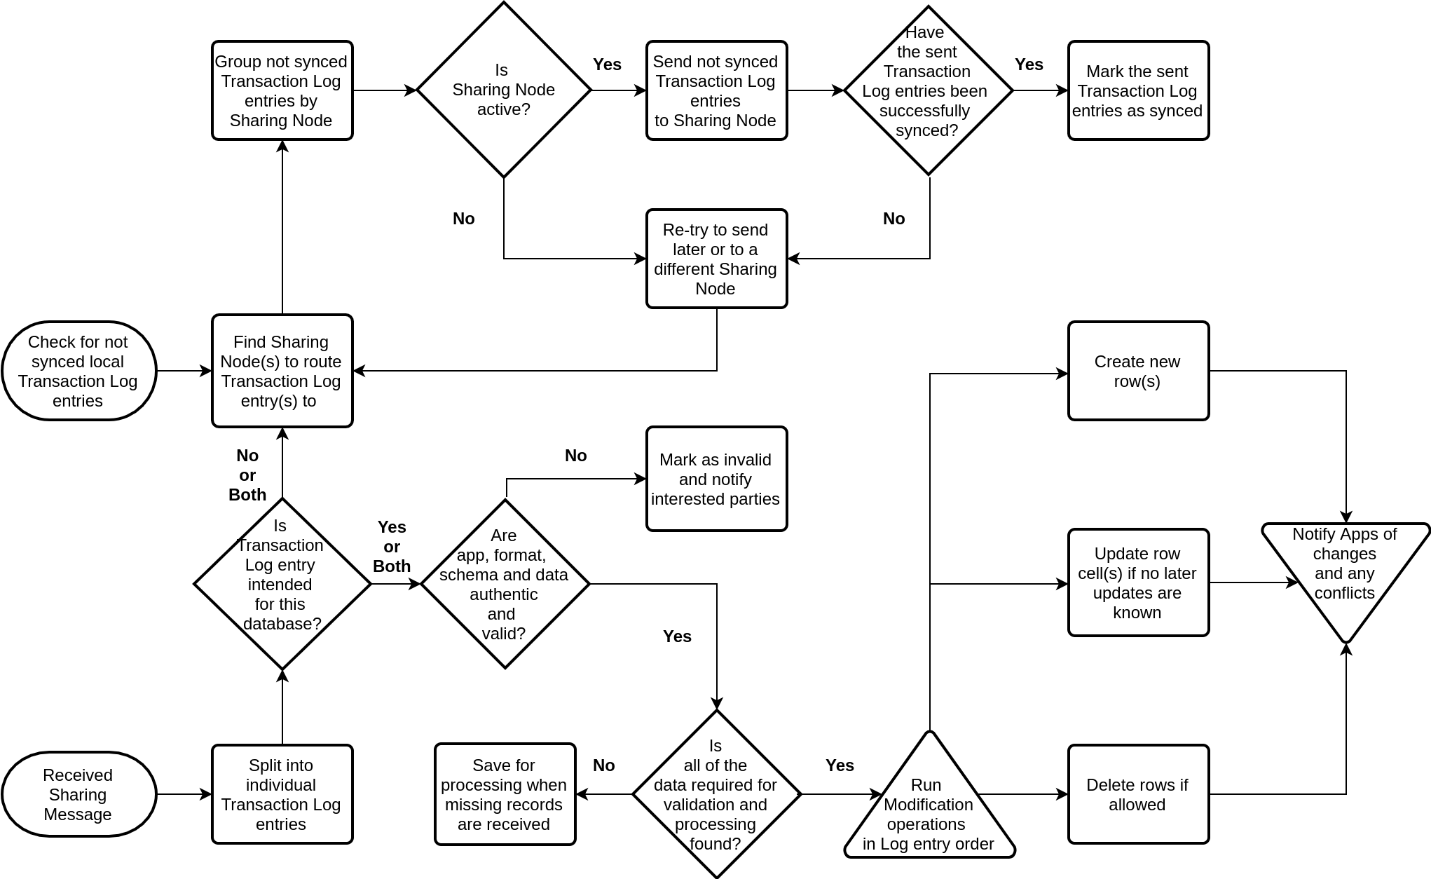 Group not synced
Transaction Log
entries by
Sharing Node
Is
Sharing Node
active?
Yes
Send not synced
Transaction Log
entries
to Sharing Node
Have
the sent
Transaction
Log entries been
successfully
synced?
Yes
Mark the sent
Transaction Log
entries as synced
No
Re-try to send
later or to a
different Sharing
Node
No
Check for not
synced local
Transaction Log
entries
Find Sharing
Node(s) to route
Transaction Log
entry(s) to
Create new
row(s)
No
or
Both
No
Mark as invalid
and notify
interested parties
Is
Transaction
Log entry
intended
for this
database?
Yes
or
Both
Are
app, format,
schema and data
authentic
and
valid?
Yes
Update row
cell(s) if no later
updates are
known
Notify Apps of
changes
and any
conflicts
Received
Sharing
Message
Split into
individual
Transaction Log
entries
Save for
processing when
missing records
are received
No
Is
all of the
data required for
validation and
processing
found?
Yes
Run
Modification
operations
in Log entry order
Delete rows if
allowed